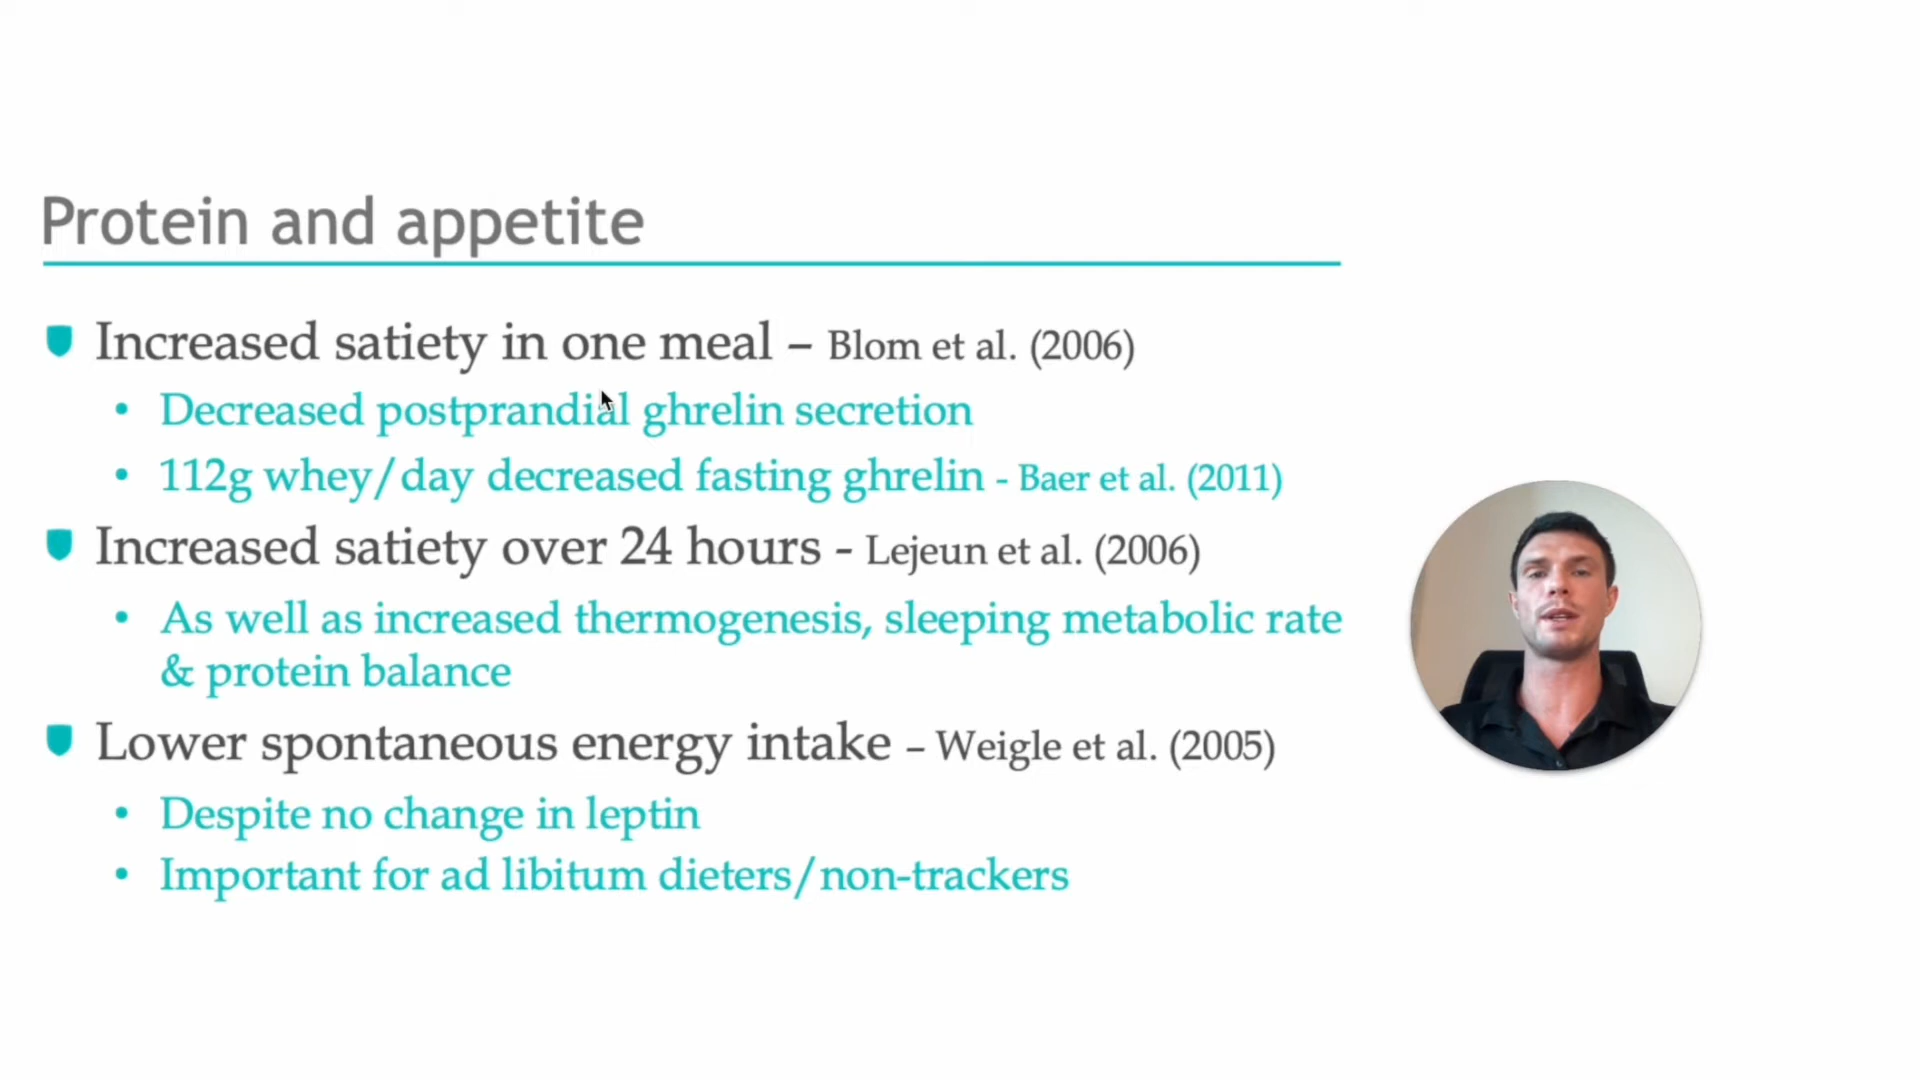 Protein and appetite
Increased satiety in one meal – Blom et al. (2006)
• Decreased postprandial ghrelin secretion
• 112g whey/day decreased fasting ghrelin - Baer et al. (2011)
Increased satiety over 24 hours - Lejeun et al. (2006)
• As well as increased thermogenesis, sleeping metabolic rate
& protein balance
Lower spontaneous energy intake – Weigle et al. (2005)
• Despite no change in leptin
• Important for ad libitum dieters/non-trackers